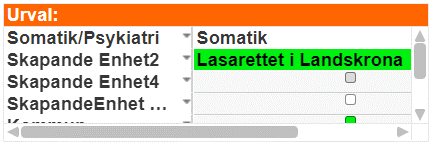 Urval:
Somatik/Psykiatri Somatik
Skapande Enhet2 Lasarettet i Landskrona
Skapande Enhet4
SkapandeEnhet ...